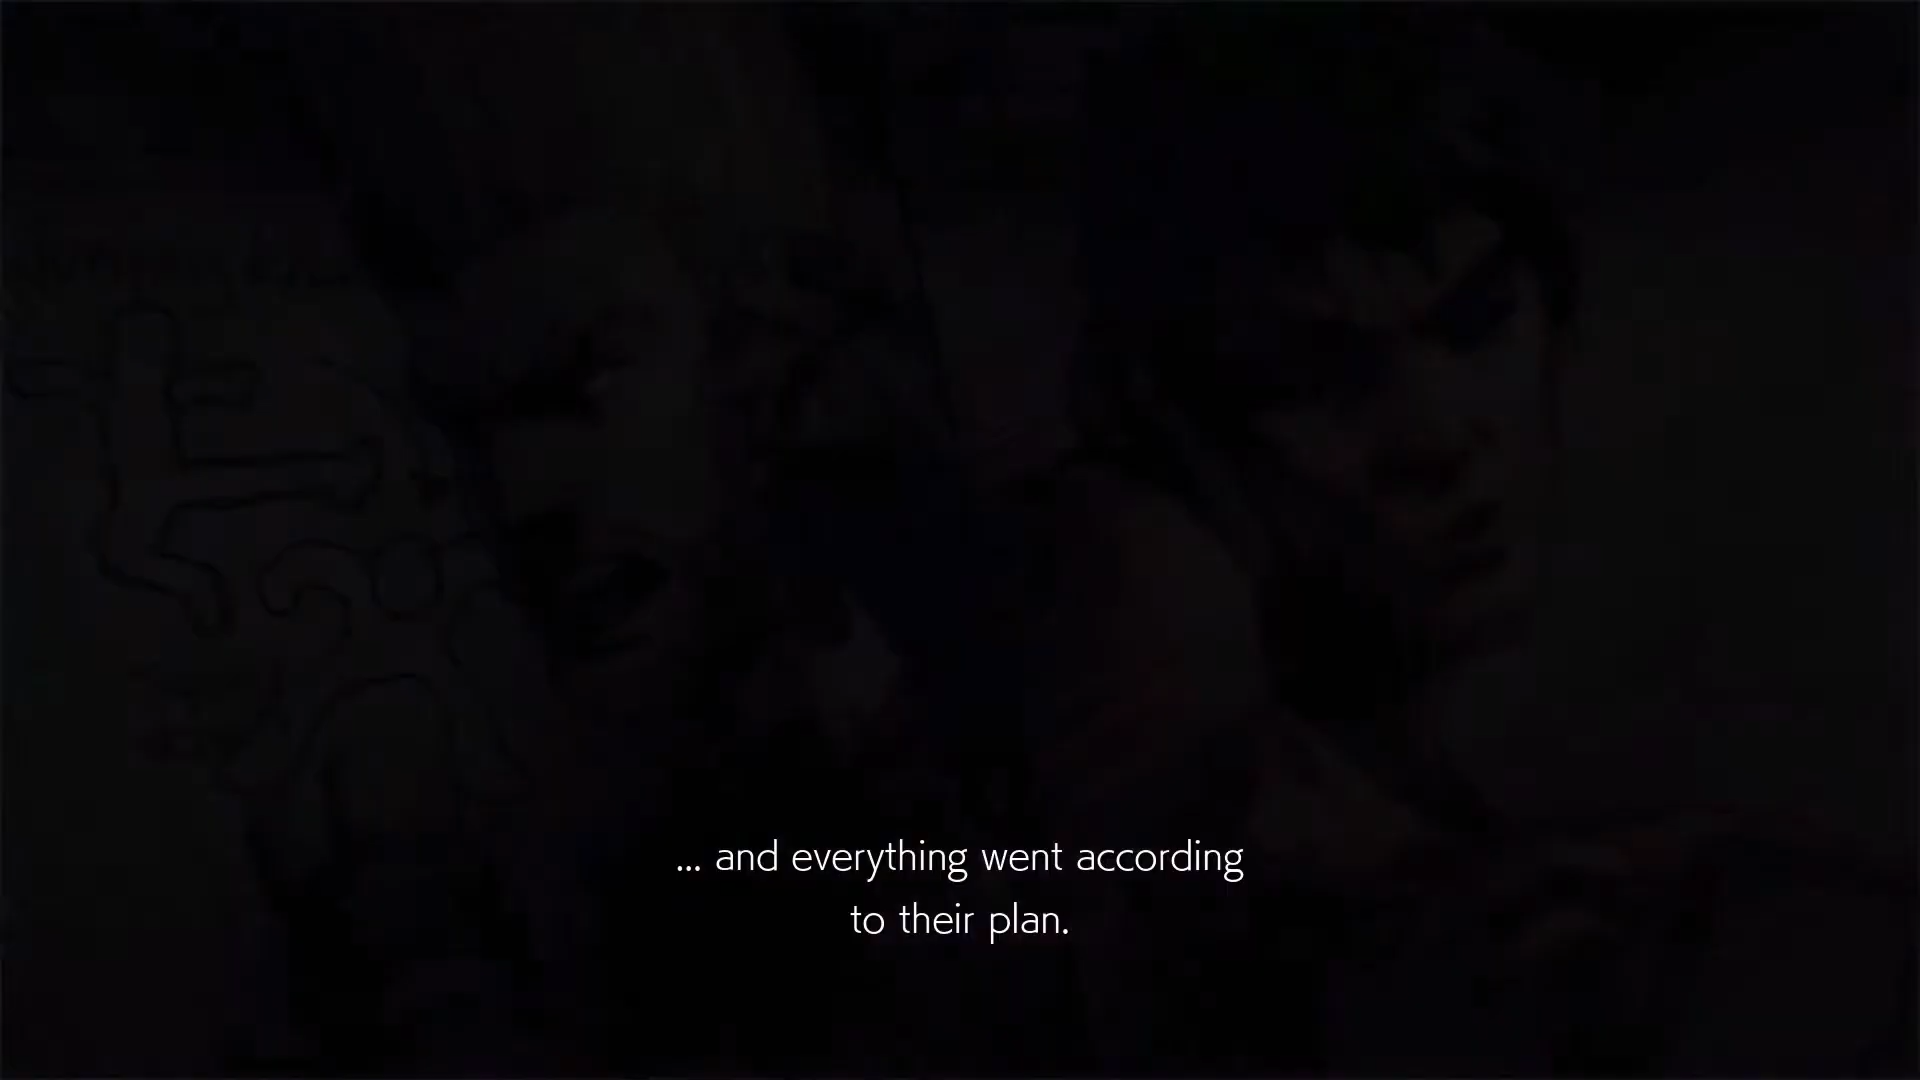 ... and everything went according
to their plan.